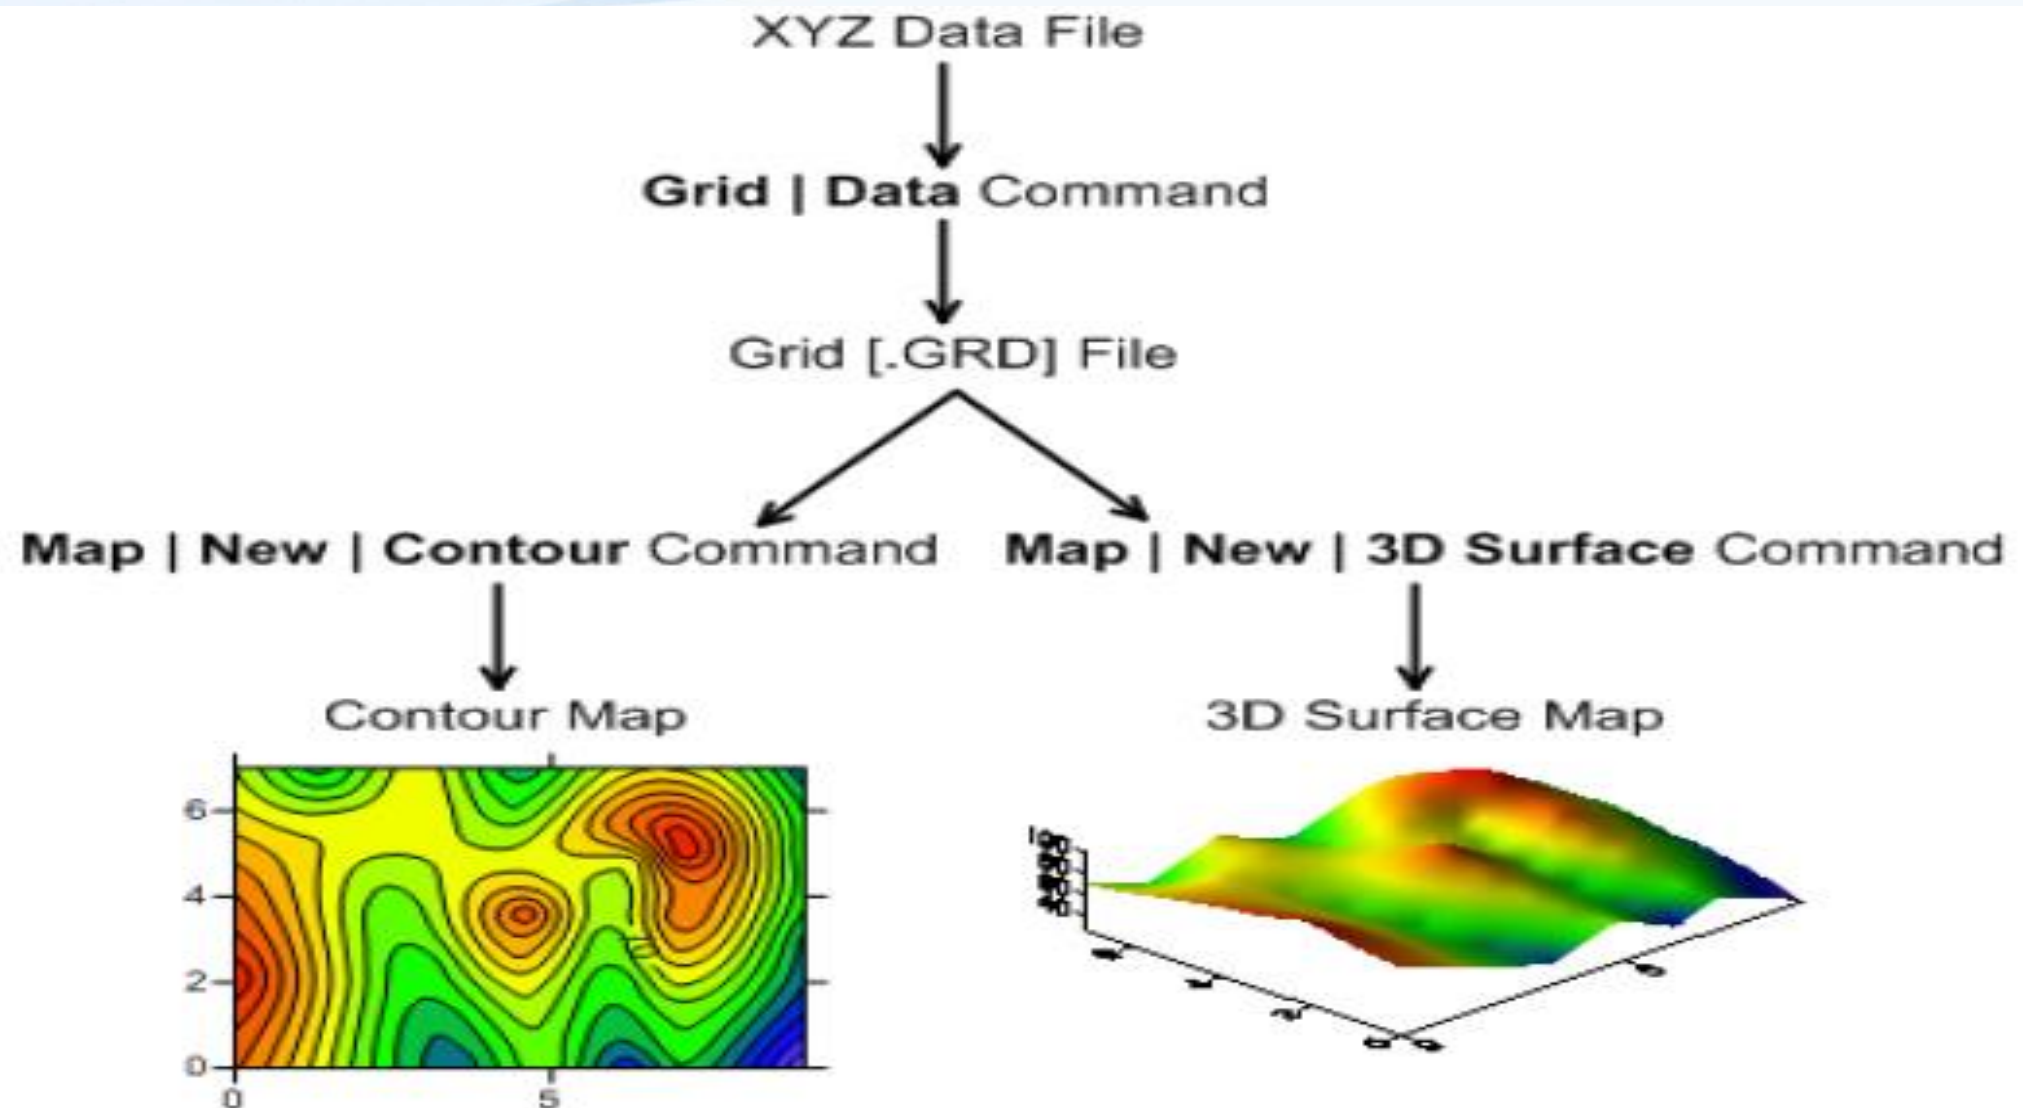 XYZ Data File
Grid | Data Command
Grid [.GRD] File
Map | New | Contour Command
Map | New | 3D Surface Command
Contour Map
3D Surface Map
6
4
2
0
0
5